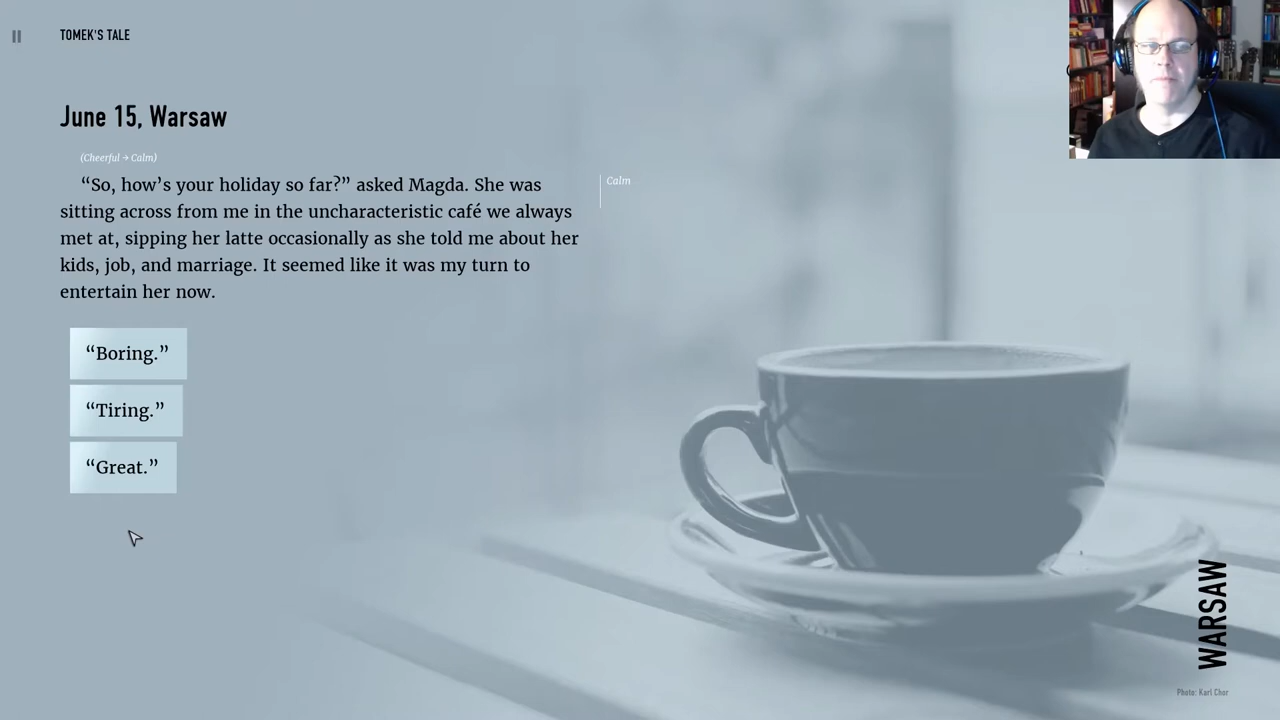 TOMEK'S TALE
June 15, Warsaw
(Cheerful → Calm)
“So, how’s your holiday so far?” asked Magda. She was
sitting across from me in the uncharacteristic café we always
met at, sipping her latte occasionally as she told me about her
kids, job, and marriage. It seemed like it was my turn to
entertain her now.
Calm
“Boring.”
“Tiring.”
“Great.”
WARSAW
Photo: Karl Chor